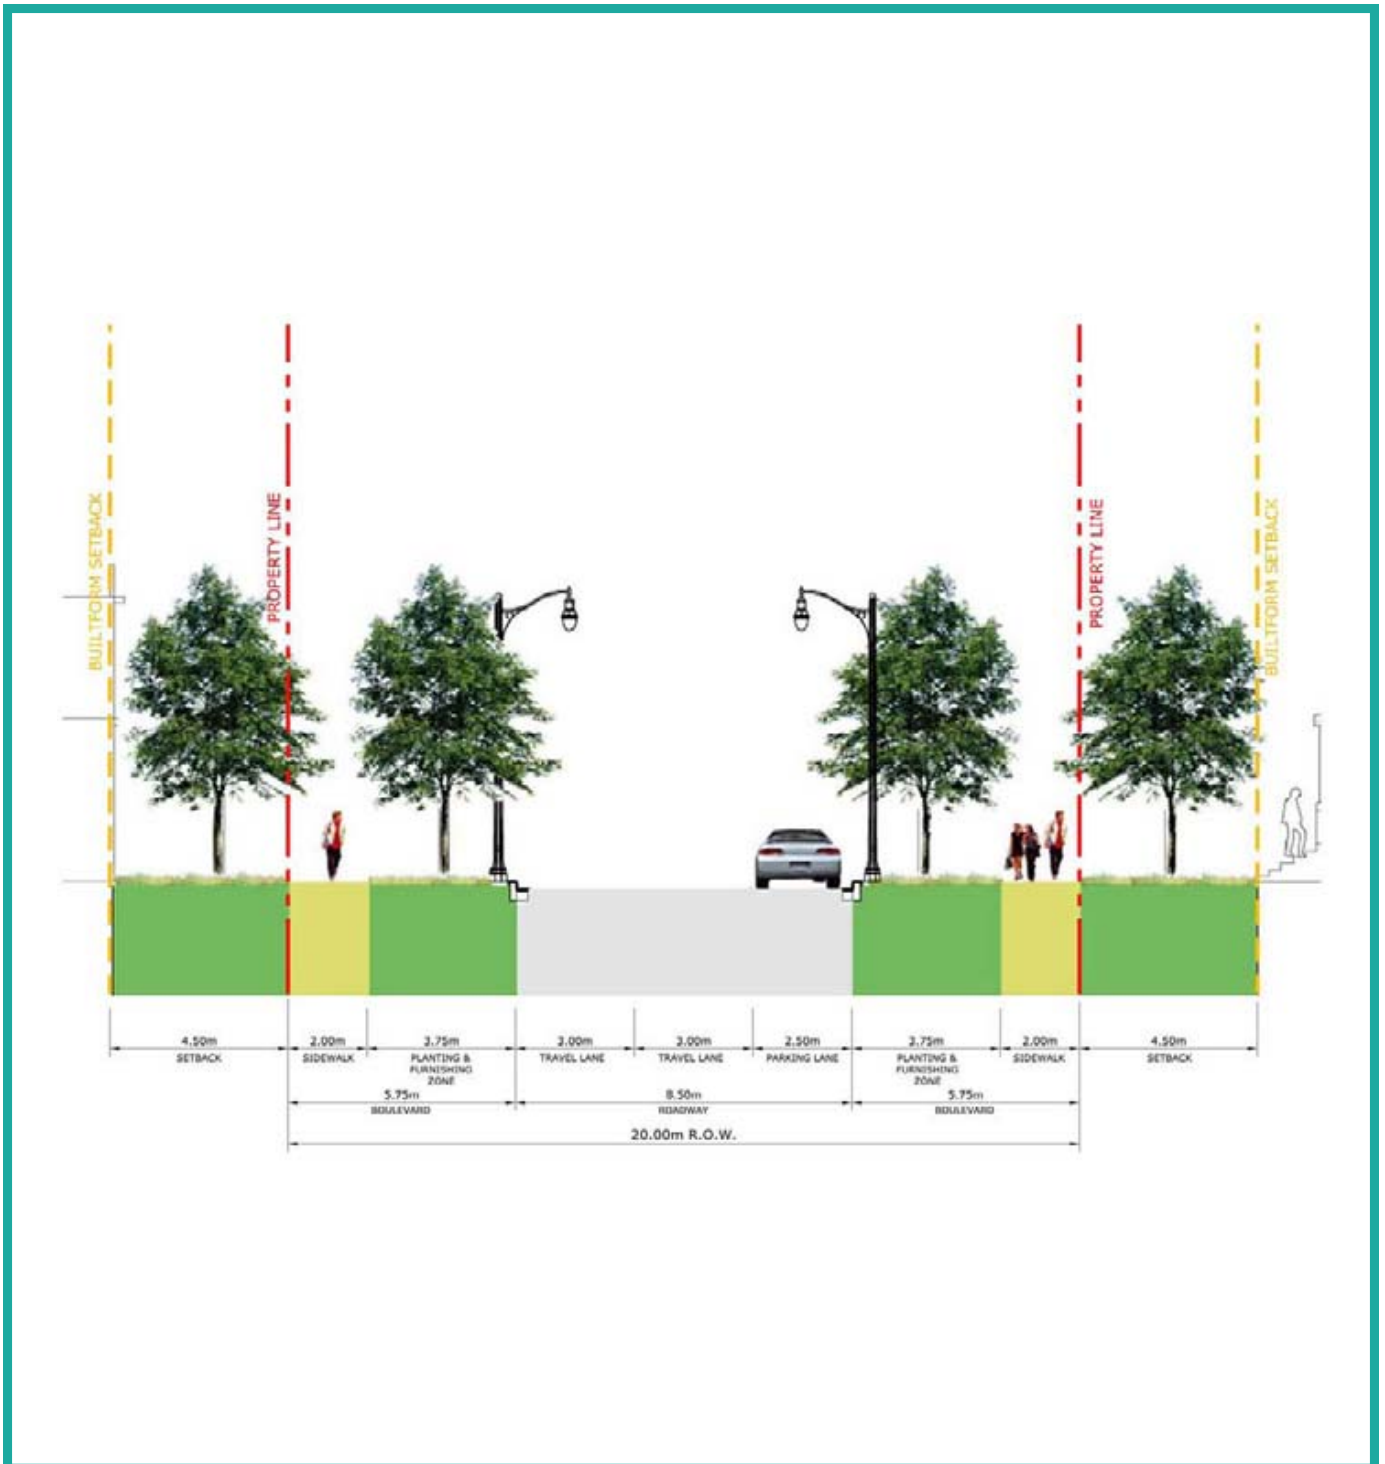 BUILTFORM SETBACK
PROPERTY LINE
PROPERTY LINE
BUILTFORM SETBACK
4.50m
2.00m
3.75m
3.00m
3.00m
2.50m
3.75m
2.00m
4.50m
SETBACK
SIDEWALK
PLANTING &
FURNISHING
ZONE
TRAVEL LANE
TRAVEL LANE
PARKING LANE
PLANTING &
FURNISHING
ZONE
SIDEWALK
SETBACK
5.75m
8.50m
5.75m
BOULEVARD
ROADWAY
BOULEVARD
20.00m R.O.W.